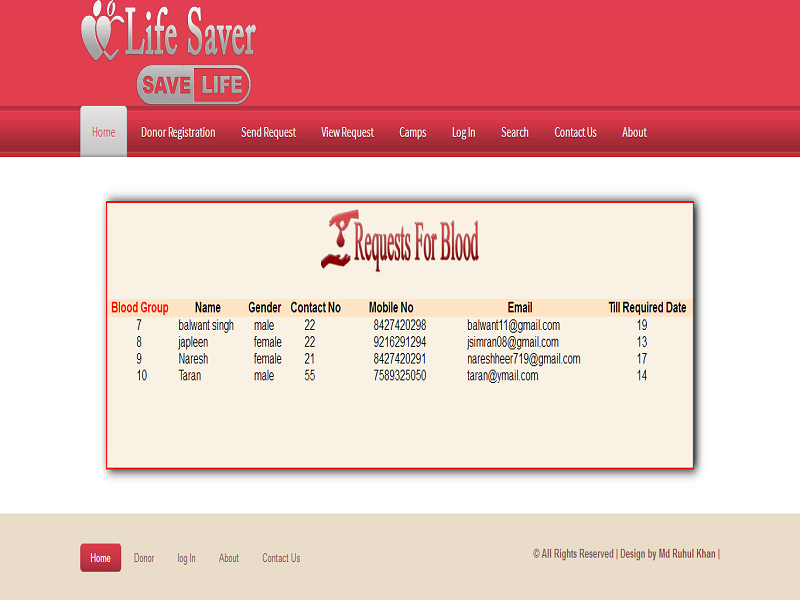 Life Saver
SAVE LIFE
Home Donor Registration Send Request View Request Camps Log In Search Contact Us About
Requests For Blood
Blood Group Name Gender Contact No Mobile No Email Till Required Date
7 balwant singh male 22 8427420298 balwant11@gmail.com 19
8 japleen female 22 9216291294 jsimran08@gmail.com 13
9 Naresh female 21 8427420291 nareshheer719@gmail.com 17
10 Taran male 55 7589325050 taran@ymail.com 14
Home Donor log In About Contact Us © All Rights Reserved | Design by Md Ruhul Khan |